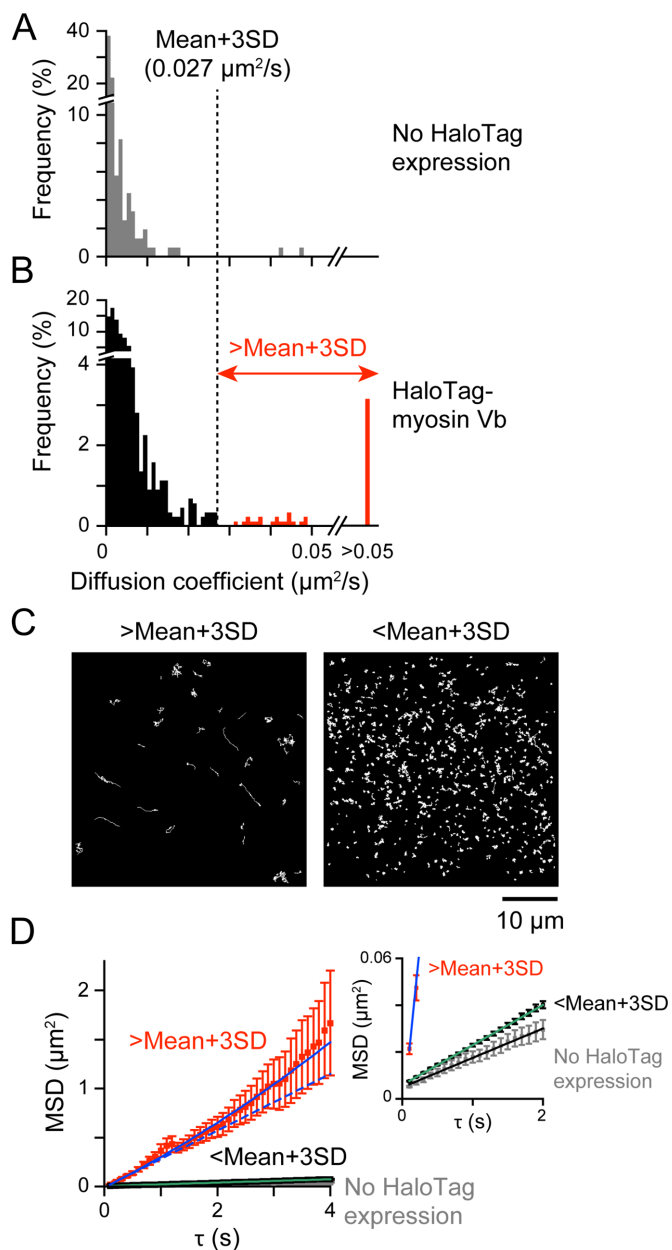 A
40
30
20
10
0
Frequency (%)
Mean+3SD
(0.027 µm²/s)
No HaloTag
expression
B
20
15
10
4
2
0
Frequency (%)
>Mean+3SD
HaloTag-
myosin Vb
0
0.05
>0.05
Diffusion coefficient (µm²/s)
C
>Mean+3SD
<Mean+3SD
10 µm
D
2
1
0
MSD (µm²)
>Mean+3SD
<Mean+3SD
No HaloTag
expression
0
2
4
τ (s)
0.06
0
MSD (µm²)
>Mean+3SD
<Mean+3SD
No HaloTag
expression
0
2
τ (s)